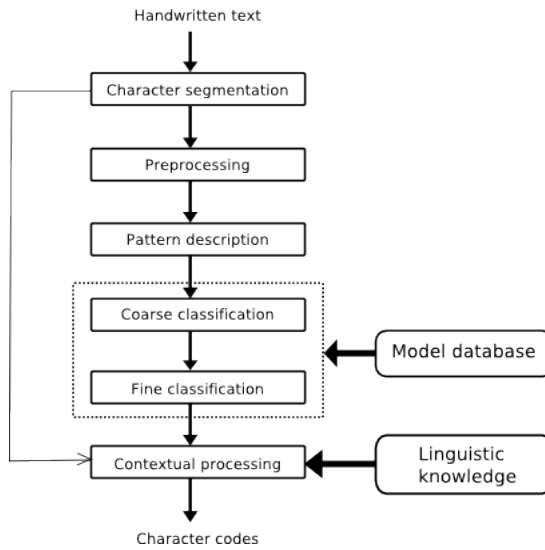 Handwritten text
Character segmentation
Preprocessing
Pattern description
Coarse classification
Fine classification
Model database
Contextual processing
Linguistic
knowledge
Character codes